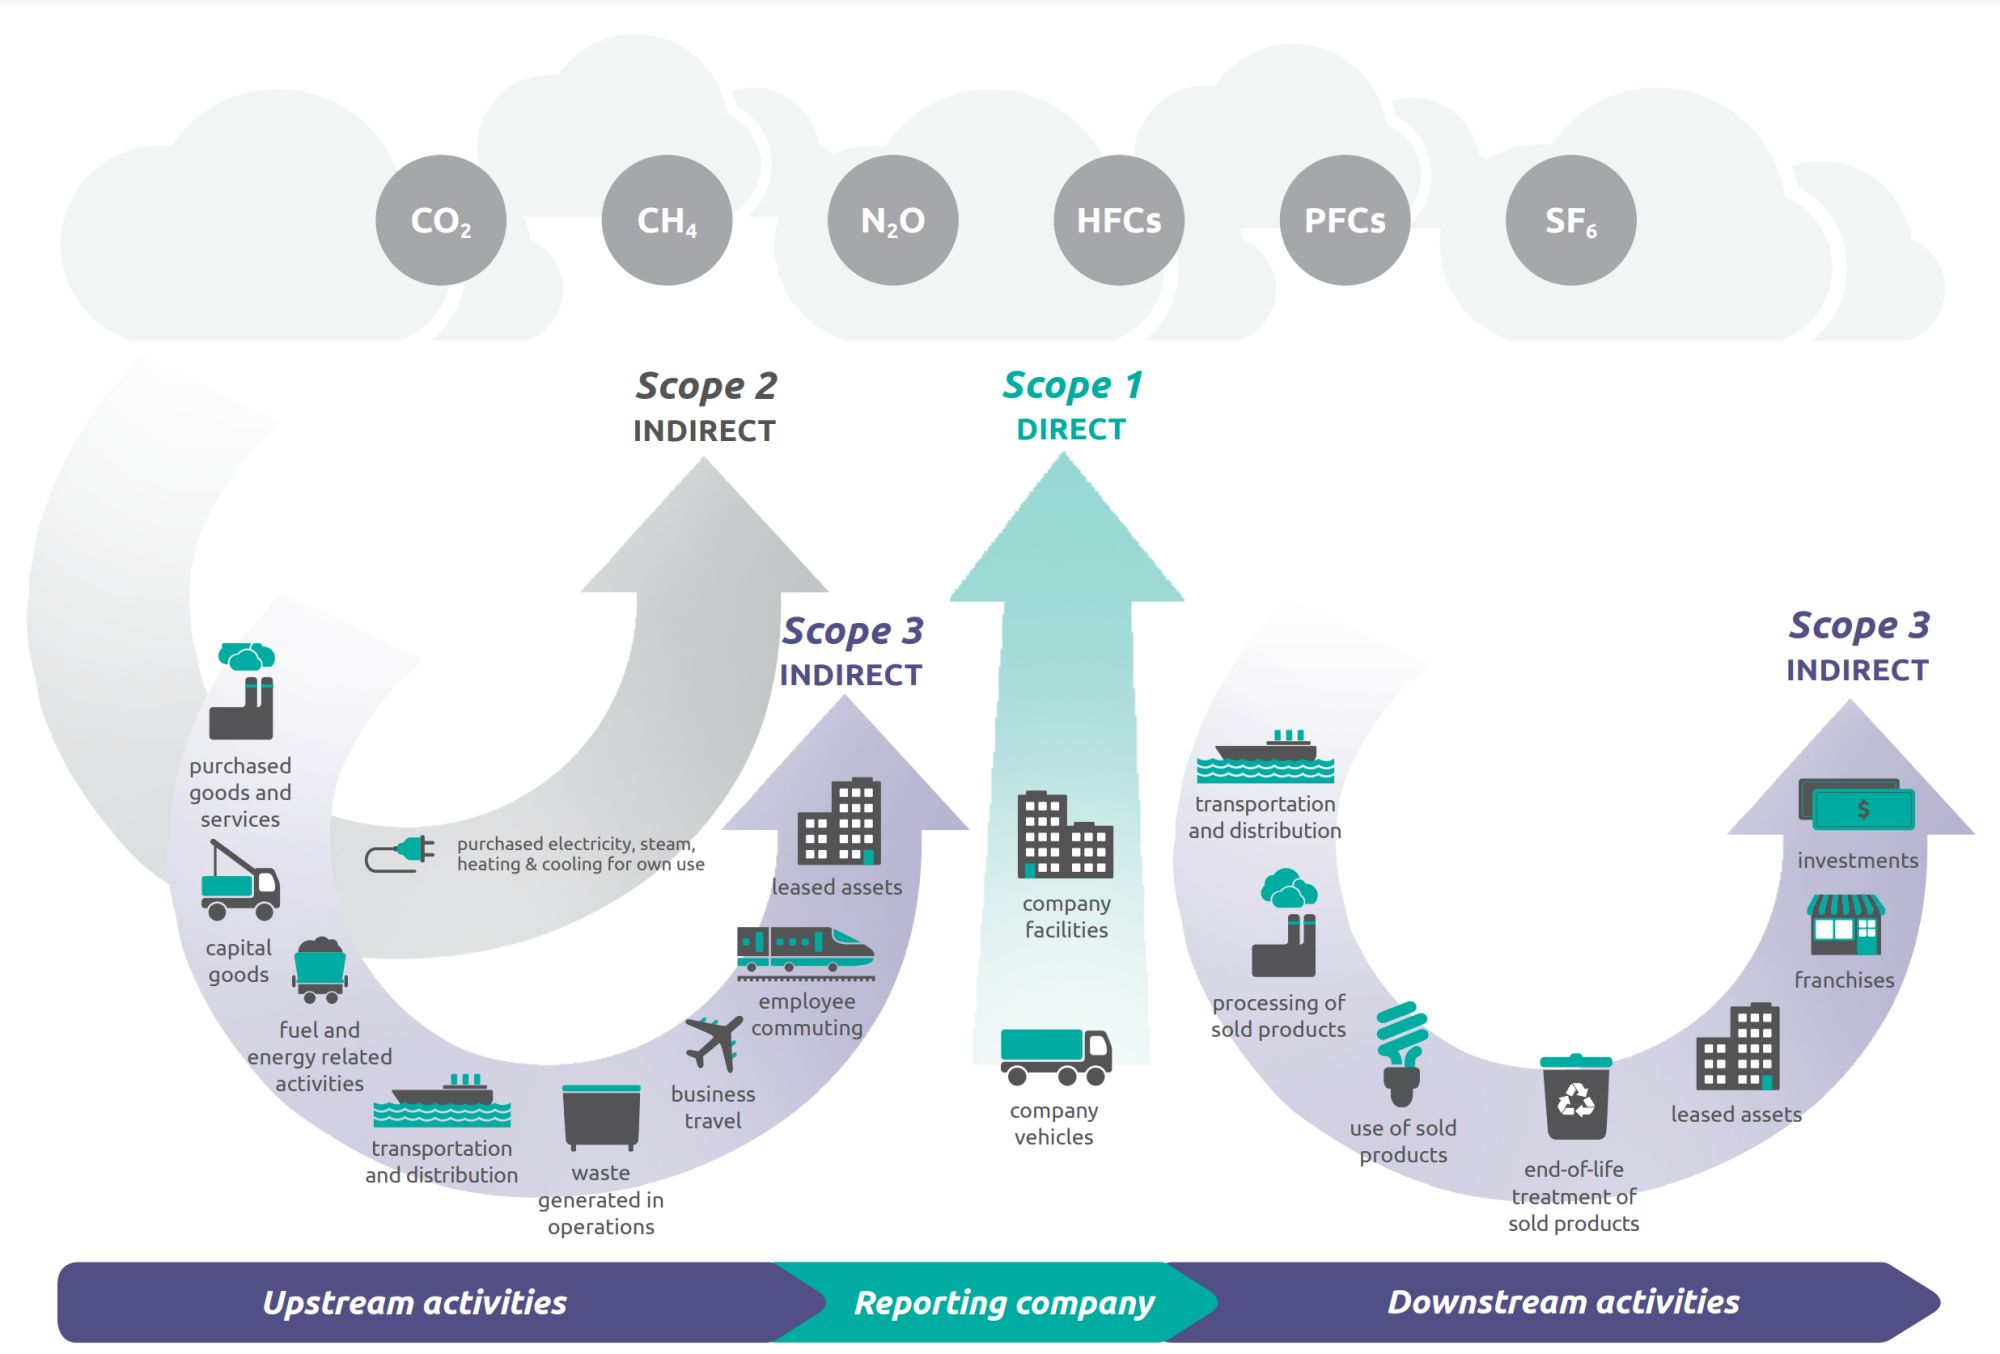 CO₂
CH₄
N₂O
HFCs
PFCs
SF₆
Scope 2
INDIRECT
Scope 1
DIRECT
Scope 3
INDIRECT
Scope 3
INDIRECT
purchased
goods and
services
capital
goods
fuel and
energy related
activities
transportation
and distribution
waste
generated in
operations
business
travel
employee
commuting
leased assets
purchased electricity, steam,
heating & cooling for own use
company
facilities
company
vehicles
transportation
and distribution
processing of
sold products
use of sold
products
end-of-life
treatment of
sold products
leased assets
franchises
$
investments
Upstream activities
Reporting company
Downstream activities